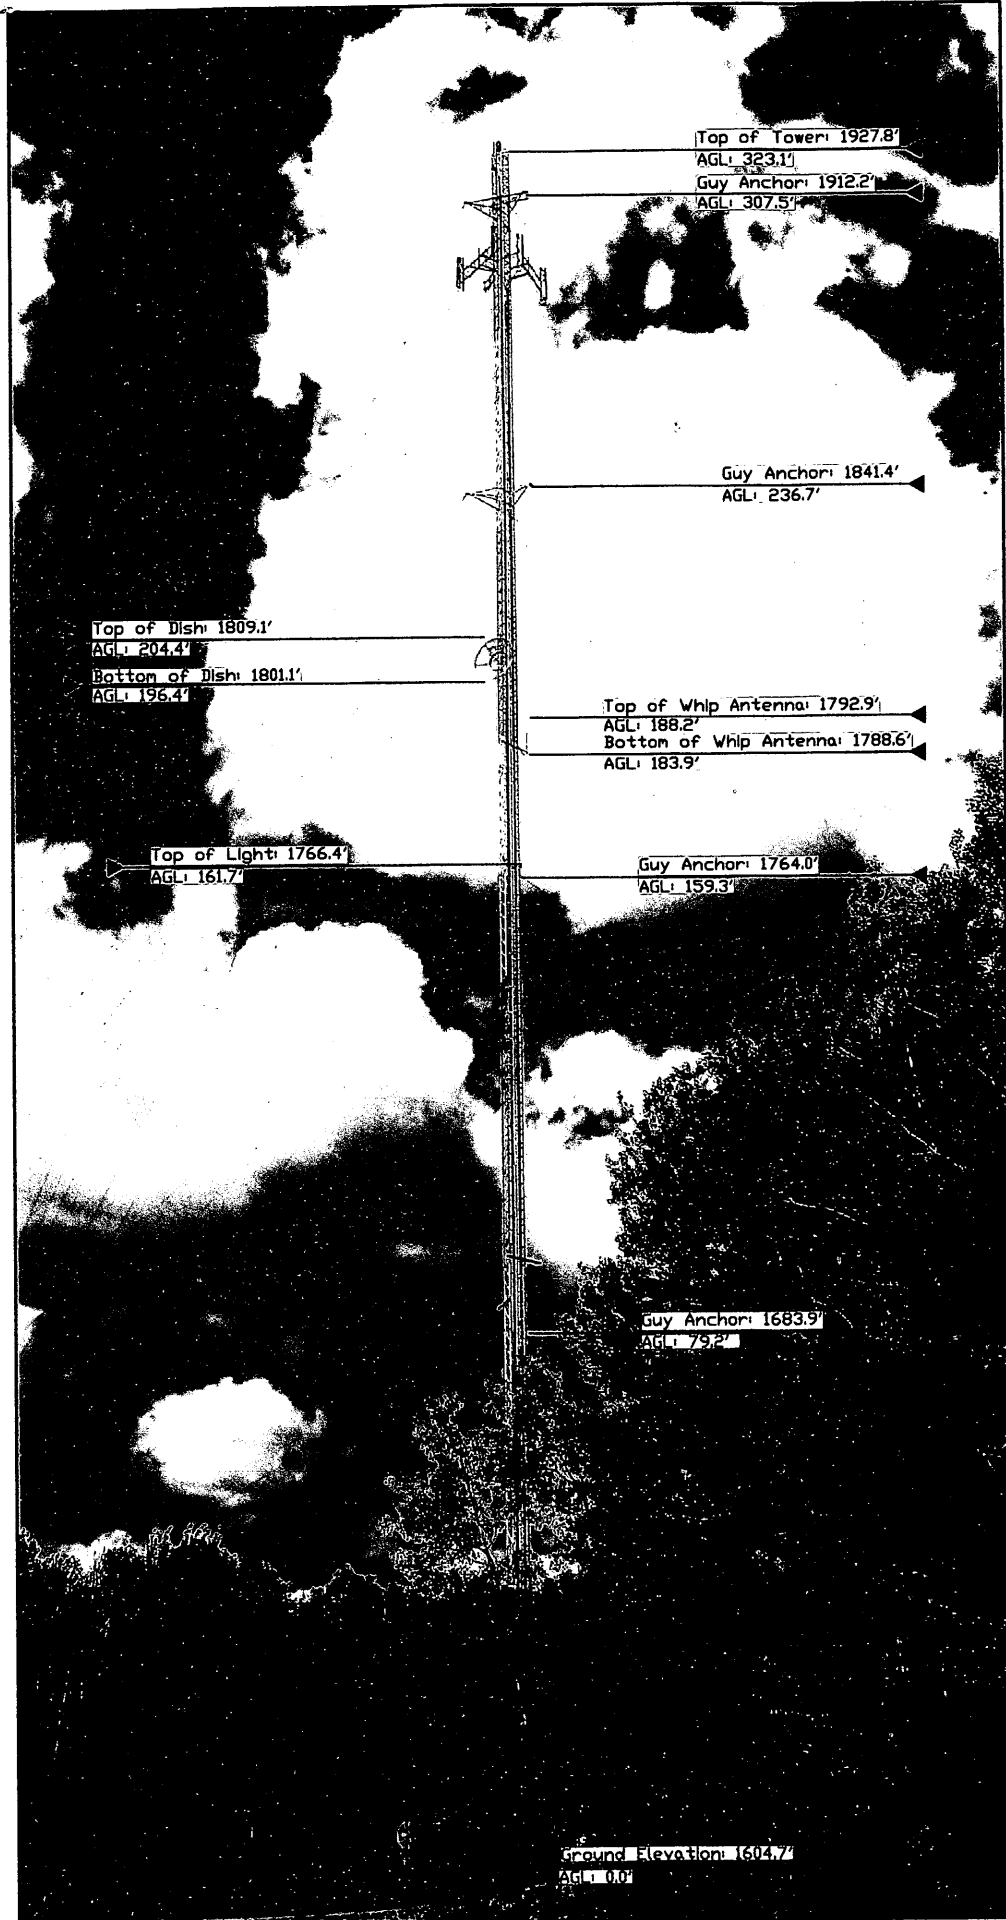 Top of Tower: 1927.8'
AGL: 323.1'
Guy Anchor: 1912.2'
AGL: 307.5'
Guy Anchor: 1841.4'
AGL: 236.7'
Top of Dish: 1809.1'
AGL: 204.4'
Bottom of Dish: 1801.1'
AGL: 196.4'
Top of Whip Antenna: 1792.9'
AGL: 188.2'
Bottom of Whip Antenna: 1788.6'
AGL: 183.9'
Top of Light: 1766.4'
AGL: 161.7'
Guy Anchor: 1764.0'
AGL: 159.3'
Guy Anchor: 1683.9'
AGL: 79.2'
Ground Elevation: 1604.7'
AGL: 0.0'